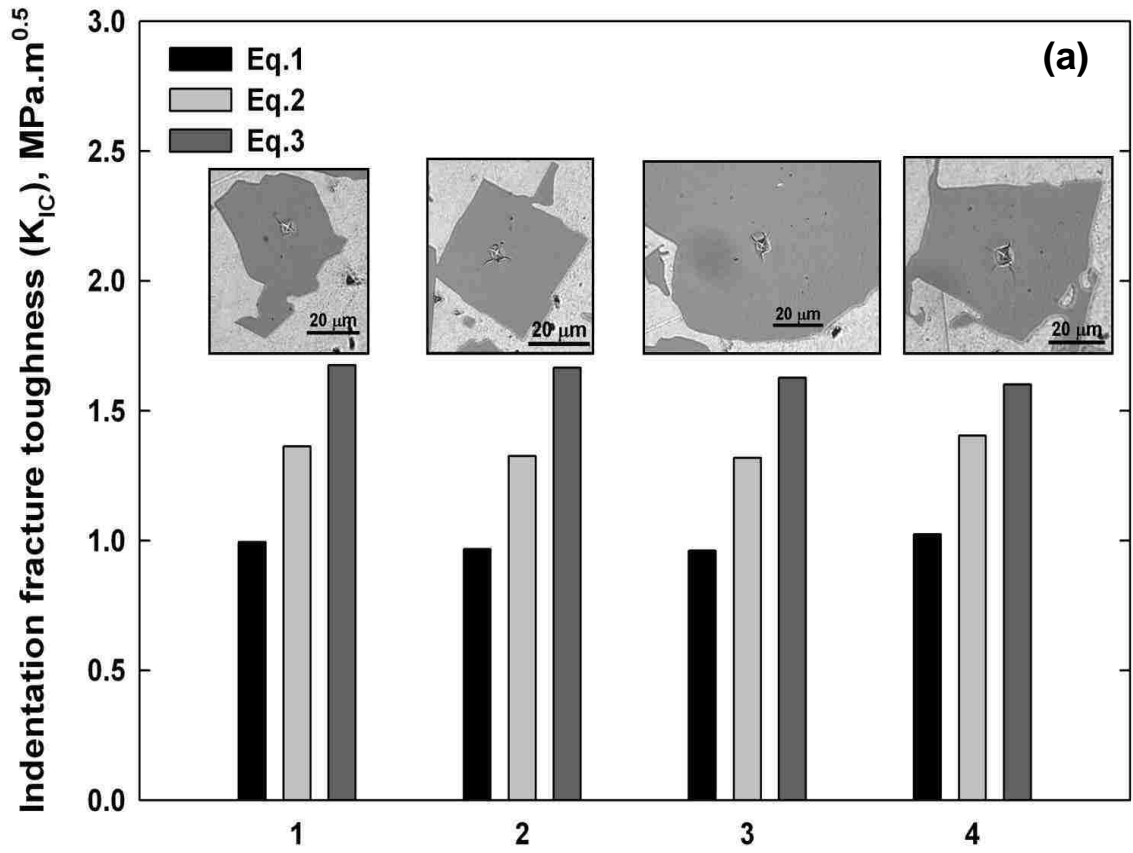 Indentation fracture toughness (K_IC), MPa.m^0.5
3.0
2.5
2.0
1.5
1.0
0.5
0.0
Eq.1
Eq.2
Eq.3
(a)
20 μm
20 μm
20 μm
20 μm
1 2 3 4